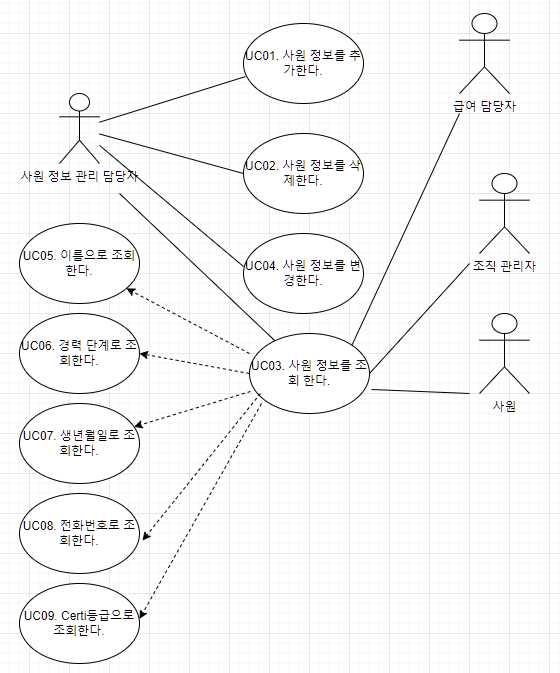 UC01. 사원 정보를 추
가한다.
급여 담당자
사원 정보 관리 담당자
UC02. 사원 정보를 삭
제한다.
UC05. 이름으로 조회
한다.
UC04. 사원 정보를 변
경한다.
조직 관리자
UC06. 경력 단계로 조
회한다.
UC03. 사원 정보를 조
회 한다.
사원
UC07. 생년월일로 조
회한다.
UC08. 전화번호로 조
회한다.
UC09. Certi등급으로
조회한다.